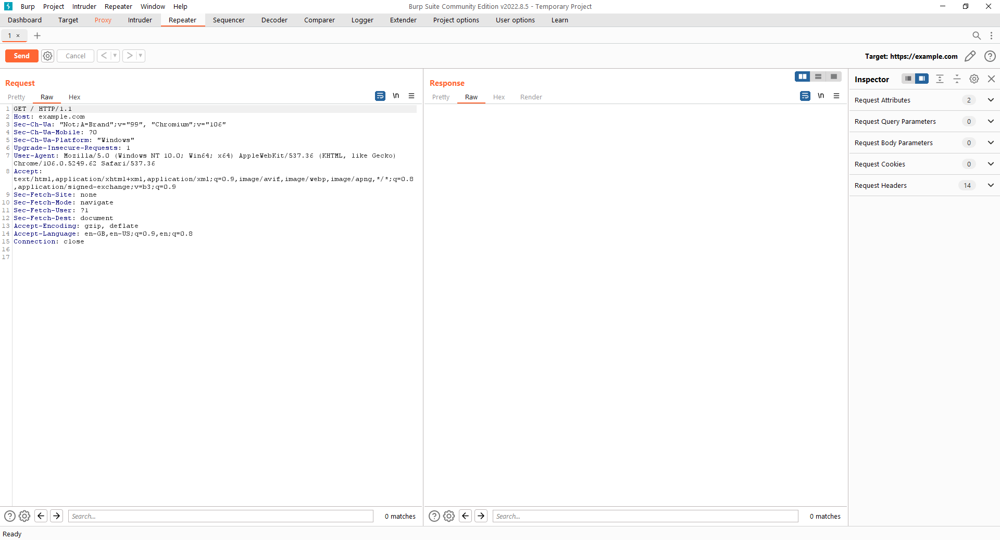 Burp Project Intruder Repeater Window Help Burp Suite Community Edition v2022.8.5 - Temporary Project
Dashboard Target Proxy Intruder Repeater Sequencer Decoder Comparer Logger Extender Project options User options Learn
1 ×
Send Cancel < > Target: https://example.com
Request
Pretty Raw Hex \n
1 GET / HTTP/1.1
2 Host: example.com
3 Sec-Ch-Ua: "Not;A=Brand";v="99", "Chromium";v="106"
4 Sec-Ch-Ua-Mobile: ?0
5 Sec-Ch-Ua-Platform: "Windows"
6 Upgrade-Insecure-Requests: 1
7 User-Agent: Mozilla/5.0 (Windows NT 10.0; Win64; x64) AppleWebKit/537.36 (KHTML, like Gecko)
Chrome/106.0.5249.62 Safari/537.36
8 Accept:
text/html,application/xhtml+xml,application/xml;q=0.9,image/avif,image/webp,image/apng,*/*;q=0.8
,application/signed-exchange;v=b3;q=0.9
9 Sec-Fetch-Site: none
10 Sec-Fetch-Mode: navigate
11 Sec-Fetch-User: ?1
12 Sec-Fetch-Dest: document
13 Accept-Encoding: gzip, deflate
14 Accept-Language: en-GB,en-US;q=0.9,en;q=0.8
15 Connection: close
16
17
Search... 0 matches
Response
Pretty Raw Hex Render \n
Search... 0 matches
Inspector
Request Attributes 2
Request Query Parameters 0
Request Body Parameters 0
Request Cookies 0
Request Headers 14
Ready